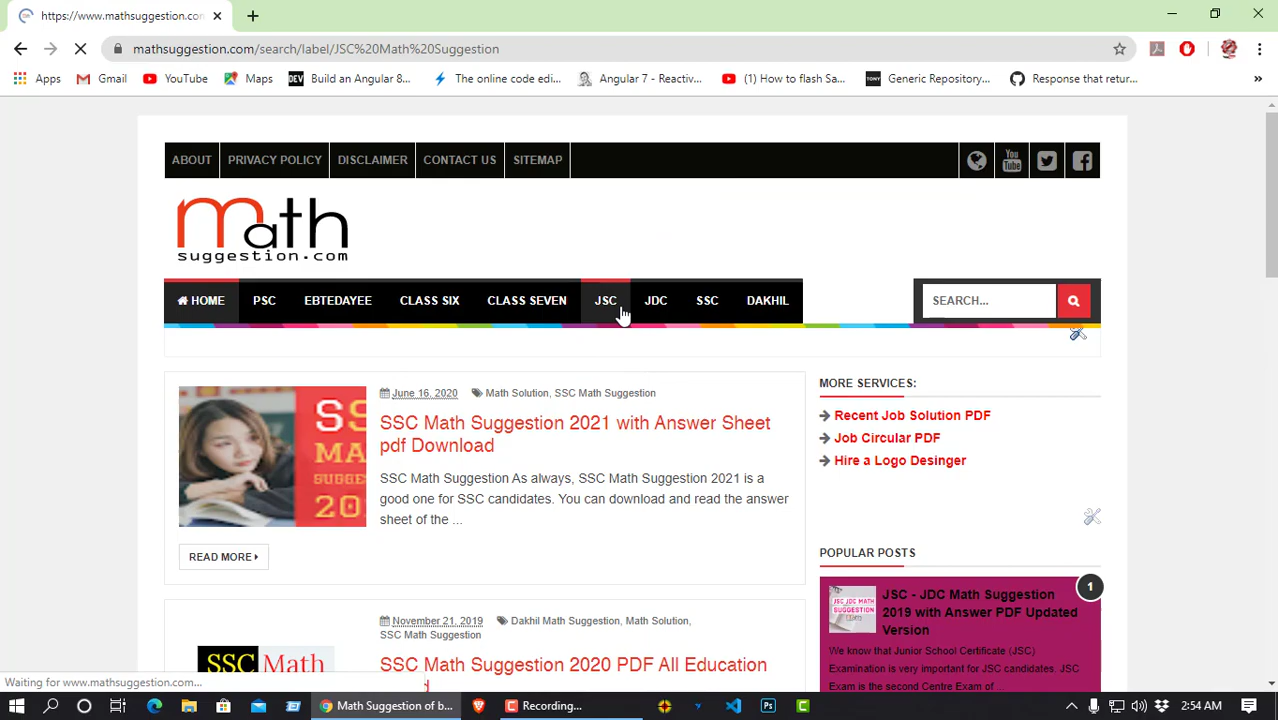 https://www.mathsuggestion.con
mathsuggestion.com/search/label/JSC%20Math%20Suggestion
Apps
Gmail
YouTube
Maps
DEV Build an Angular 8...
The online code edi...
Angular 7 - Reactiv...
(1) How to flash Sa...
TONY Generic Repository...
Response that retur...
»
ABOUT PRIVACY POLICY DISCLAIMER CONTACT US SITEMAP
You Tube
math
suggestion.com
HOME PSC EBTEDAYEE CLASS SIX CLASS SEVEN JSC JDC SSC DAKHIL
SEARCH...
June 16, 2020 Math Solution, SSC Math Suggestion
SSC Math Suggestion 2021 with Answer Sheet
pdf Download
SSC Math Suggestion As always, SSC Math Suggestion 2021 is a
good one for SSC candidates. You can download and read the answer
sheet of the ...
READ MORE
MORE SERVICES:
Recent Job Solution PDF
Job Circular PDF
Hire a Logo Desinger
POPULAR POSTS
1
JSC JDC MATH
SUGGESTION
JSC - JDC Math Suggestion
2019 with Answer PDF Updated
Version
We know that Junior School Certificate (JSC)
Examination is very important for JSC candidates. JSC
Exam is the second Centre Exam of ...
November 21, 2019 Dakhil Math Suggestion, Math Solution,
SSC Math Suggestion
SSC Math
SSC Math Suggestion 2020 PDF All Education
Waiting for www.mathsuggestion.com...
Math Suggestion of b...
Recording...
2:54 AM